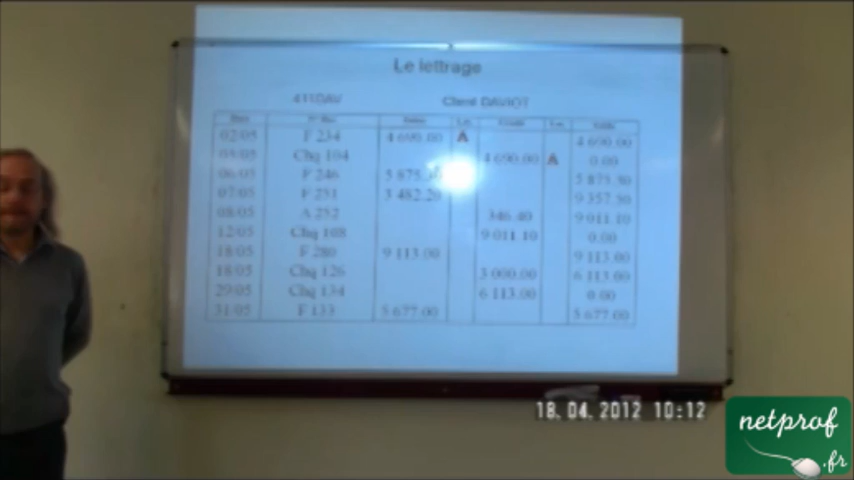 Le lettrage
411DAV Client DAVIOT
Date Débit Let. Crédit Let. Solde
02/05 F 234 4 690.00 A 4 690.00
05/05 Chq 104 4 690.00 A 0.00
06/05 F 246 5 875.30 5 875.30
07/05 F 251 3 482.20 9 357.50
08/05 A 252 346.40 9 011.10
12/05 Chq 108 9 011.10 0.00
18/05 F 280 9 113.00 9 113.00
18/05 Chq 126 3 000.00 6 113.00
29/05 Chq 134 6 113.00 0.00
31/05 F 133 5 677.00 5 677.00
18.04.2012 10:12
netprof
.fr